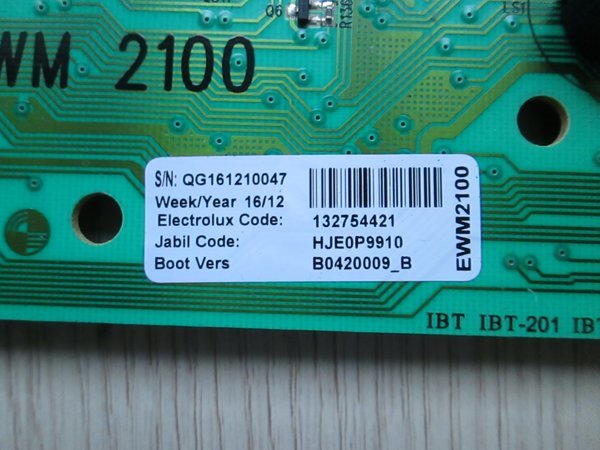 Q6
WM 2100
S/N: QG161210047
Week/Year 16/12
Electrolux Code: 132754421
Jabil Code: HJE0P9910
Boot Vers B0420009_B
EWM2100
IBT IBT-201 IB